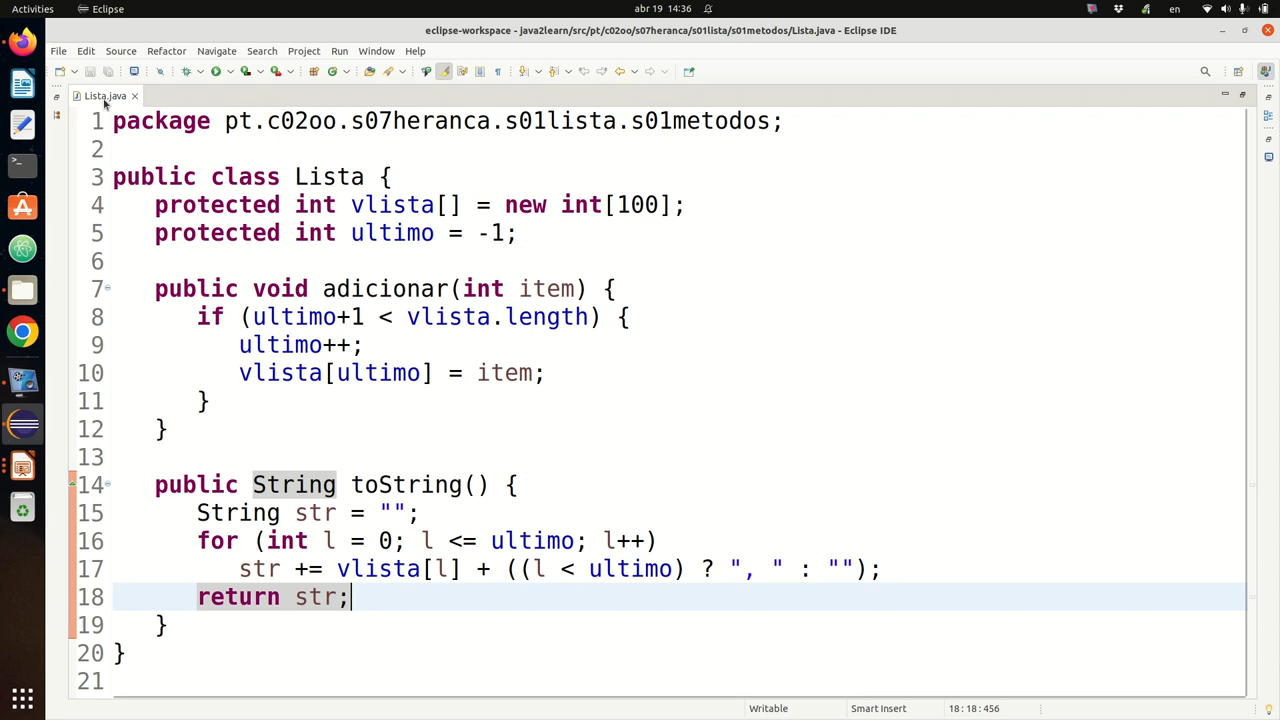 Activities Eclipse abr 19 14:36 en
eclipse-workspace - java2learn/src/pt/c02oo/s07heranca/s01lista/s01metodos/Lista.java - Eclipse IDE
File Edit Source Refactor Navigate Search Project Run Window Help
Lista.java
1 package pt.c02oo.s07heranca.s01lista.s01metodos;
2
3 public class Lista {
4 protected int vlista[] = new int[100];
5 protected int ultimo = -1;
6
7 public void adicionar(int item) {
8 if (ultimo+1 < vlista.length) {
9 ultimo++;
10 vlista[ultimo] = item;
11 }
12 }
13
14 public String toString() {
15 String str = "";
16 for (int l = 0; l <= ultimo; l++)
17 str += vlista[l] + ((l < ultimo) ? ", " : "");
18 return str;
19 }
20 }
21
Writable Smart Insert 18 : 18 : 456